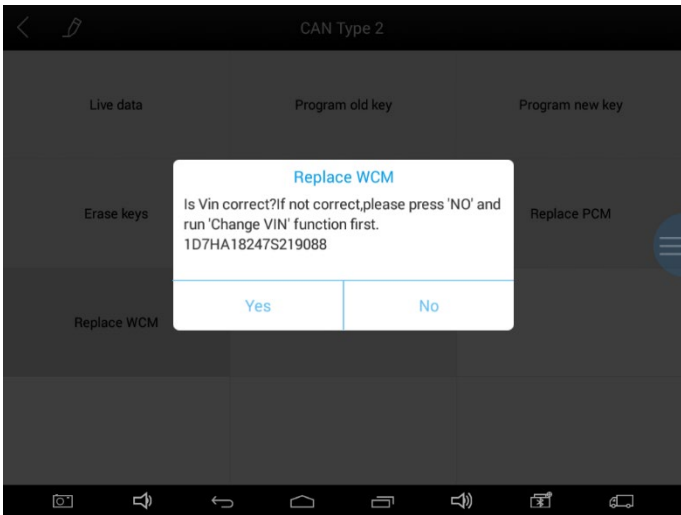 CAN Type 2
Live data
Program old key
Program new key
Replace WCM
Is Vin correct?If not correct,please press 'NO' and
run 'Change VIN' function first.
1D7HA18247S219088
Erase keys
Replace PCM
Yes
No
Replace WCM